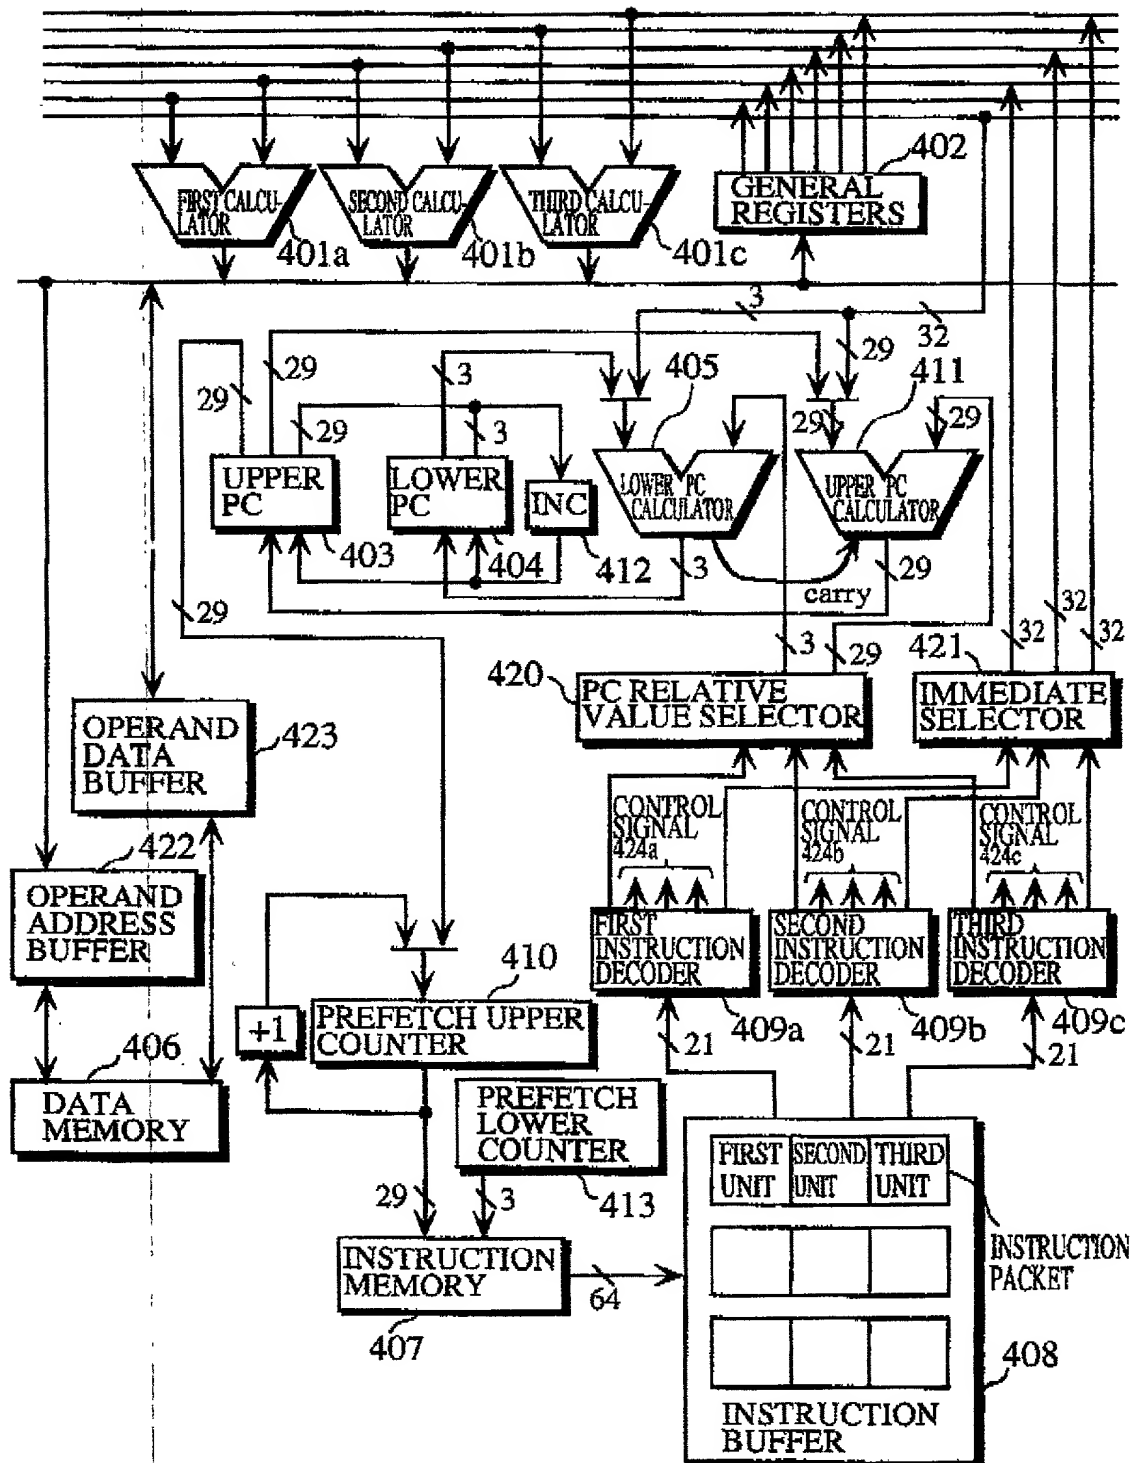 402
FIRST CALCU-
LATOR
SECOND CALCU-
LATOR
THIRD CALCU-
LATOR
GENERAL
REGISTERS
401a
401b
401c
3
32
29
29
3
405
411
29
29
3
29
29
UPPER
PC
LOWER
PC
INC
LOWER PC
CALCULATOR
UPPER PC
CALCULATOR
403
404
412
3
29
carry
29
32
32
32
3
29
421
420
PC RELATIVE
VALUE SELECTOR
IMMEDIATE
SELECTOR
OPERAND
DATA
BUFFER
423
CONTROL
SIGNAL
424a
CONTROL
SIGNAL
424b
CONTROL
SIGNAL
424c
422
OPERAND
ADDRESS
BUFFER
FIRST
INSTRUCTION
DECODER
SECOND
INSTRUCTION
DECODER
THIRD
INSTRUCTION
DECODER
410
+1
PREFETCH UPPER
COUNTER
409a
409b
409c
21
21
21
406
DATA
MEMORY
PREFETCH
LOWER
COUNTER
413
29
3
FIRST
UNIT
SECOND
UNIT
THIRD
UNIT
INSTRUCTION
MEMORY
64
407
INSTRUCTION
PACKET
408
INSTRUCTION
BUFFER